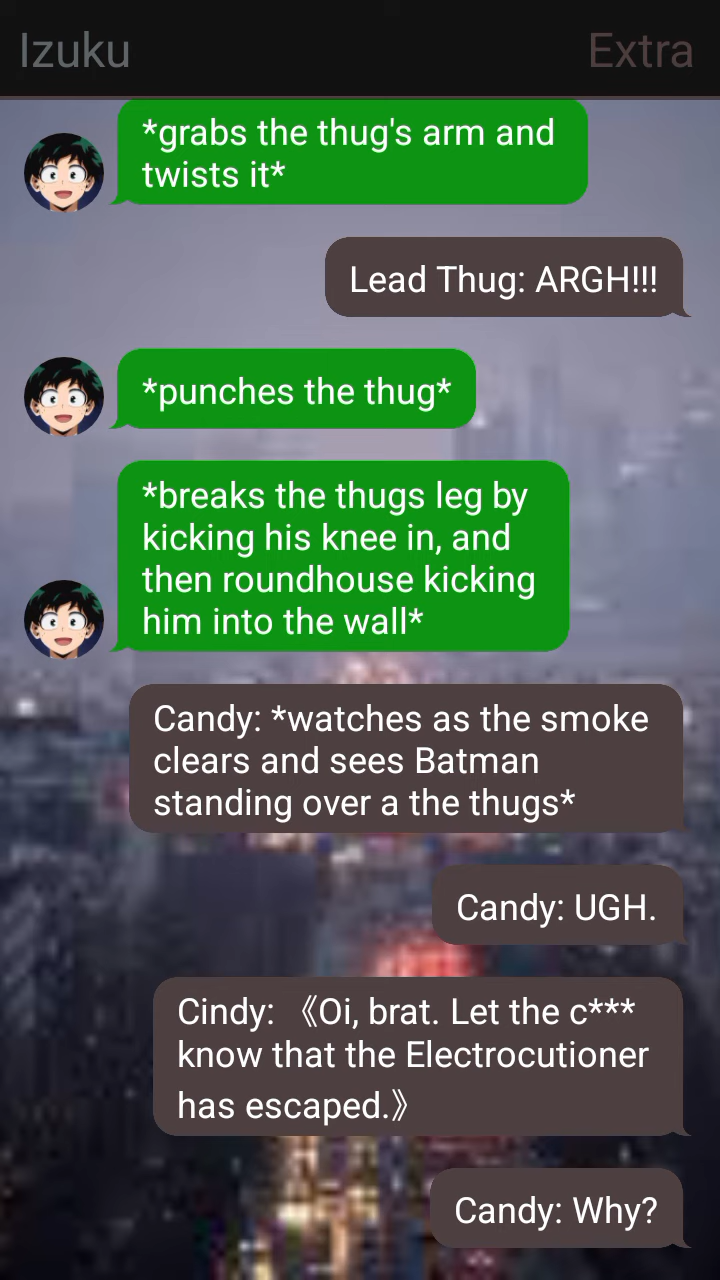 Izuku
Extra
*grabs the thug's arm and
twists it*
Lead Thug: ARGH!!!
*punches the thug*
*breaks the thugs leg by
kicking his knee in, and
then roundhouse kicking
him into the wall*
Candy: *watches as the smoke
clears and sees Batman
standing over a the thugs*
Candy: UGH.
Cindy: 《Oi, brat. Let the c***
know that the Electrocutioner
has escaped.》
Candy: Why?